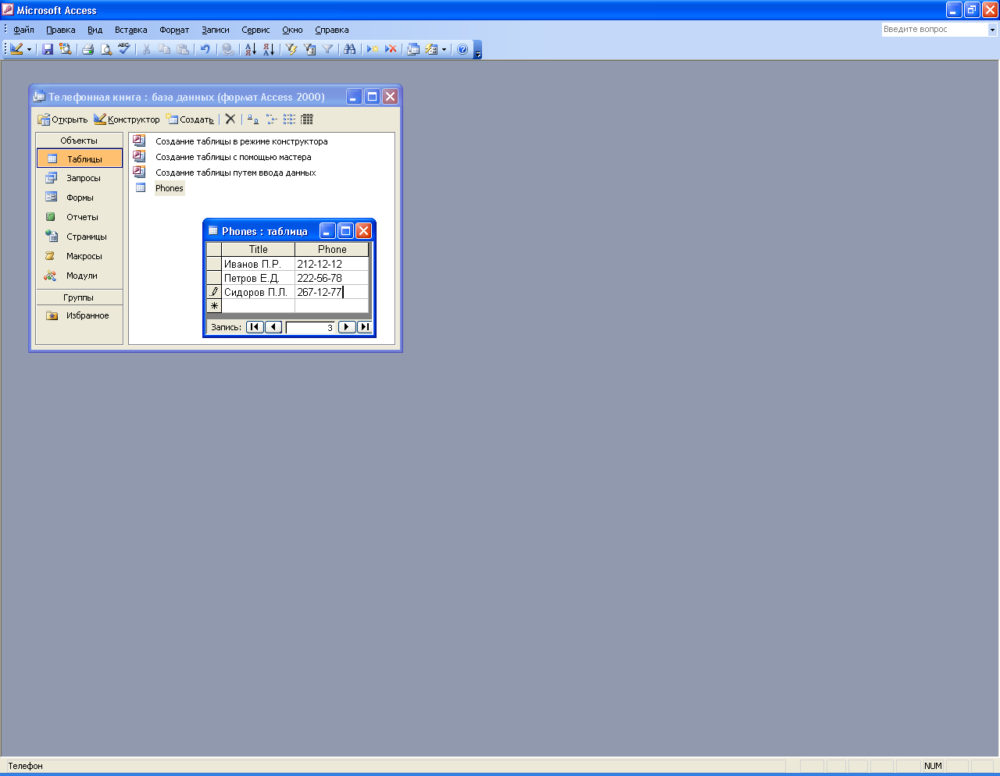 Microsoft Access
Файл Правка Вид Вставка Формат Записи Сервис Окно Справка
Введите вопрос
Телефонная книга : база данных (формат Access 2000)
Открыть Конструктор Создать
Объекты
Таблицы
Запросы
Формы
Отчеты
Страницы
Макросы
Модули
Группы
Избранное
Создание таблицы в режиме конструктора
Создание таблицы с помощью мастера
Создание таблицы путем ввода данных
Phones
Phones : таблица
Title Phone
Иванов П.Р. 212-12-12
Петров Е.Д. 222-56-78
Сидоров П.Л. 267-12-77
Запись: 3
Телефон
NUM